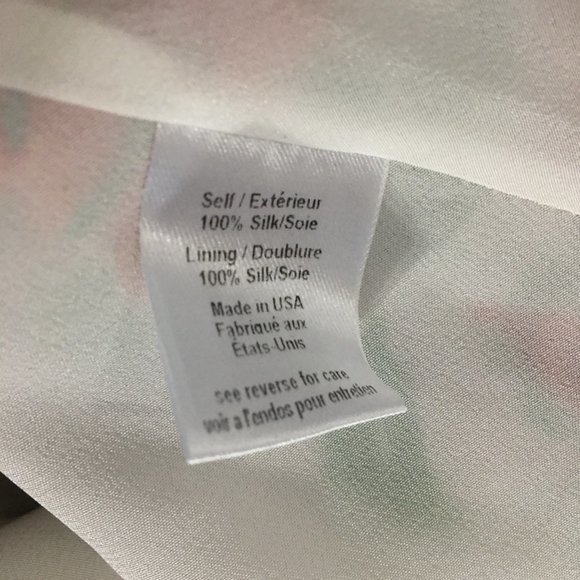 Self / Extérieur
100% Silk/Soie
Lining / Doublure
100% Silk/Soie
Made in USA
Fabriqué aux
États-Unis
see reverse for care
voir a l'endos pour entretien